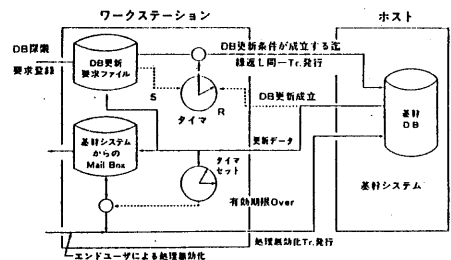 ワークステーション
ホスト
DB深儀
要求登録
DB更新
要求ファイル
DB更新条件が成立する迄
繰返し同一Tr.発行
S
R
タイマ
DB更新成立
基幹
DB
基幹システム
からの
Mail Box
更新データ
タイマ
セット
有効期限Over
基幹システム
処理無効化Tr.発行
エンドユーザによる処理無効化